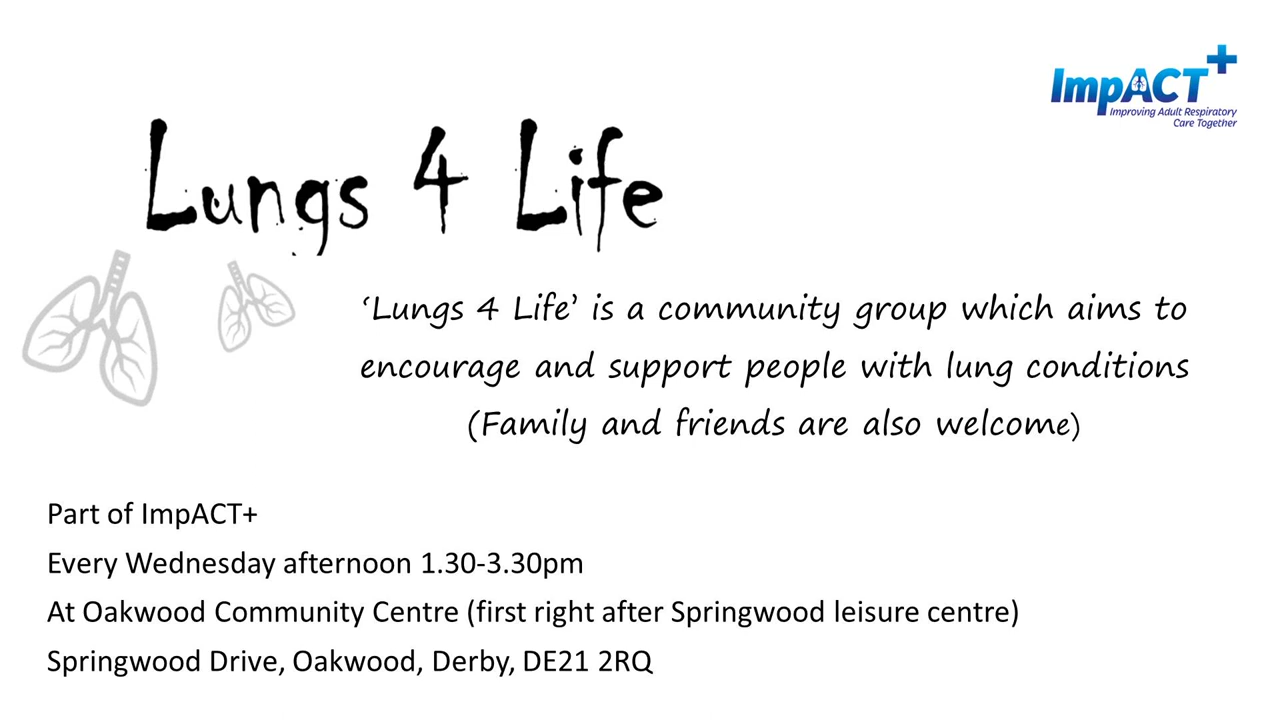 ImpACT+
Improving Adult Respiratory
Care Together
Lungs 4 Life
‘Lungs 4 Life’ is a community group which aims to
encourage and support people with lung conditions
(Family and friends are also welcome)
Part of ImpACT+
Every Wednesday afternoon 1.30-3.30pm
At Oakwood Community Centre (first right after Springwood leisure centre)
Springwood Drive, Oakwood, Derby, DE21 2RQ